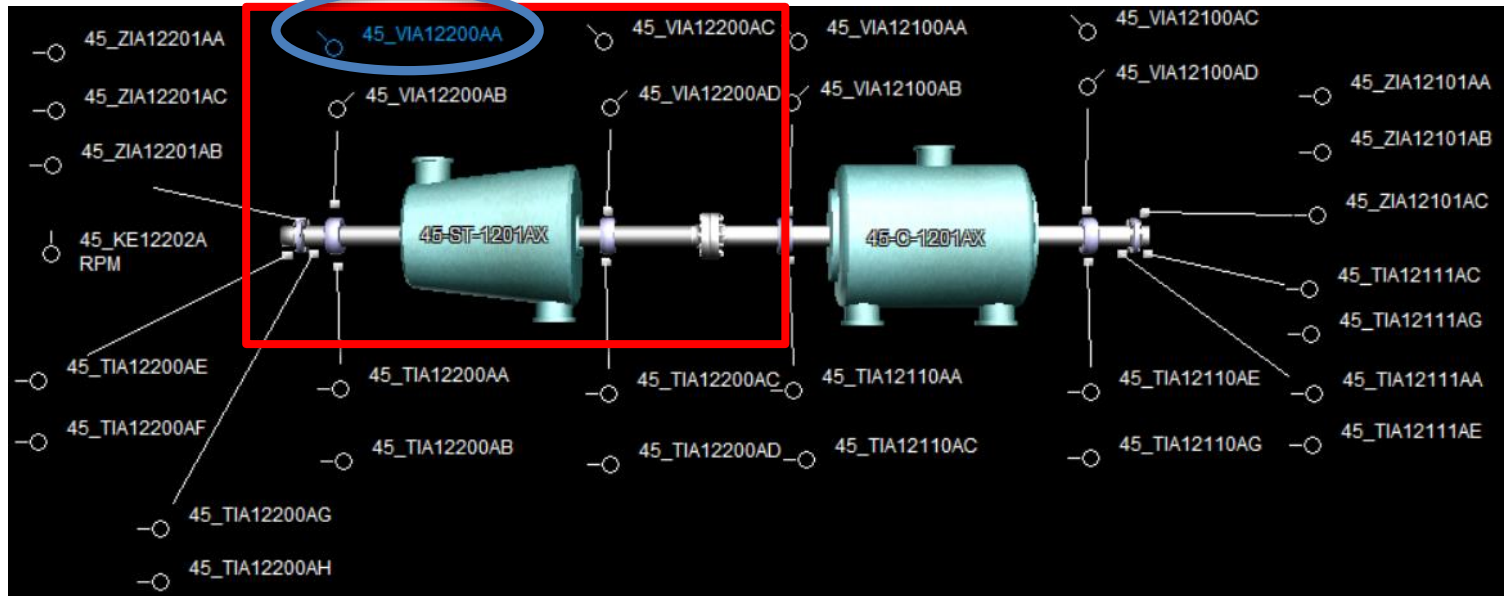 45_ZIA12201AA
45_VIA12200AA
45_VIA12200AC
45_VIA12100AA
45_VIA12100AC
45_ZIA12201AC
45_VIA12200AB
45_VIA12200AD
45_VIA12100AB
45_VIA12100AD
45_ZIA12101AA
45_ZIA12201AB
45_ZIA12101AB
45_KE12202A
RPM
45-ST-1201AX
45-C-1201AX
45_ZIA12101AC
45_TIA12111AC
45_TIA12111AG
45_TIA12200AE
45_TIA12200AA
45_TIA12200AC
45_TIA12110AA
45_TIA12110AE
45_TIA12111AA
45_TIA12200AF
45_TIA12200AB
45_TIA12200AD
45_TIA12110AC
45_TIA12110AG
45_TIA12111AE
45_TIA12200AG
45_TIA12200AH